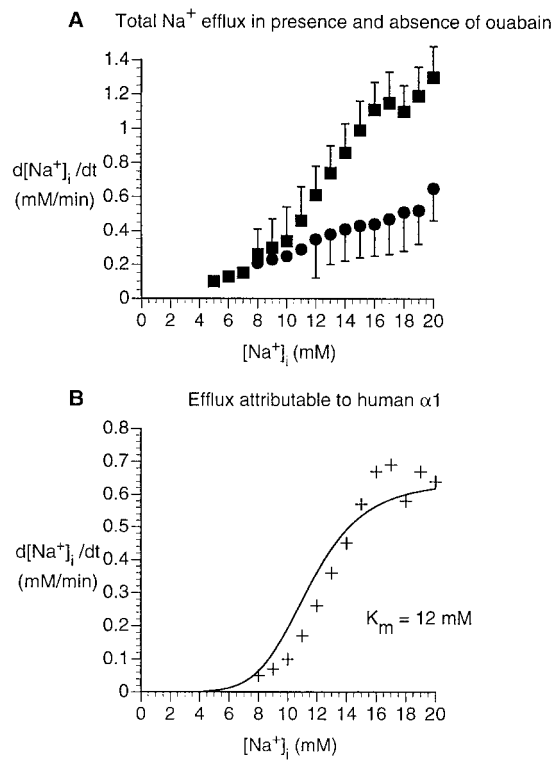 A Total Na+ efflux in presence and absence of ouabain
1.4
1.2
1
0.8
0.6
0.4
0.2
0
d[Na+]i /dt
(mM/min)
0 2 4 6 8 10 12 14 16 18 20
[Na+]i (mM)
B Efflux attributable to human α1
0.8
0.7
0.6
0.5
0.4
0.3
0.2
0.1
0
d[Na+]i /dt
(mM/min)
Km = 12 mM
0 2 4 6 8 10 12 14 16 18 20
[Na+]i (mM)